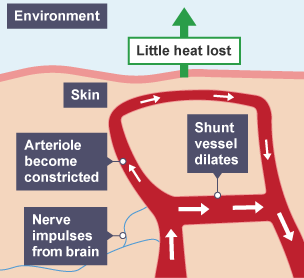 Environment
Little heat lost
Skin
Arteriole
become
constricted
Shunt
vessel
dilates
Nerve
impulses
from brain